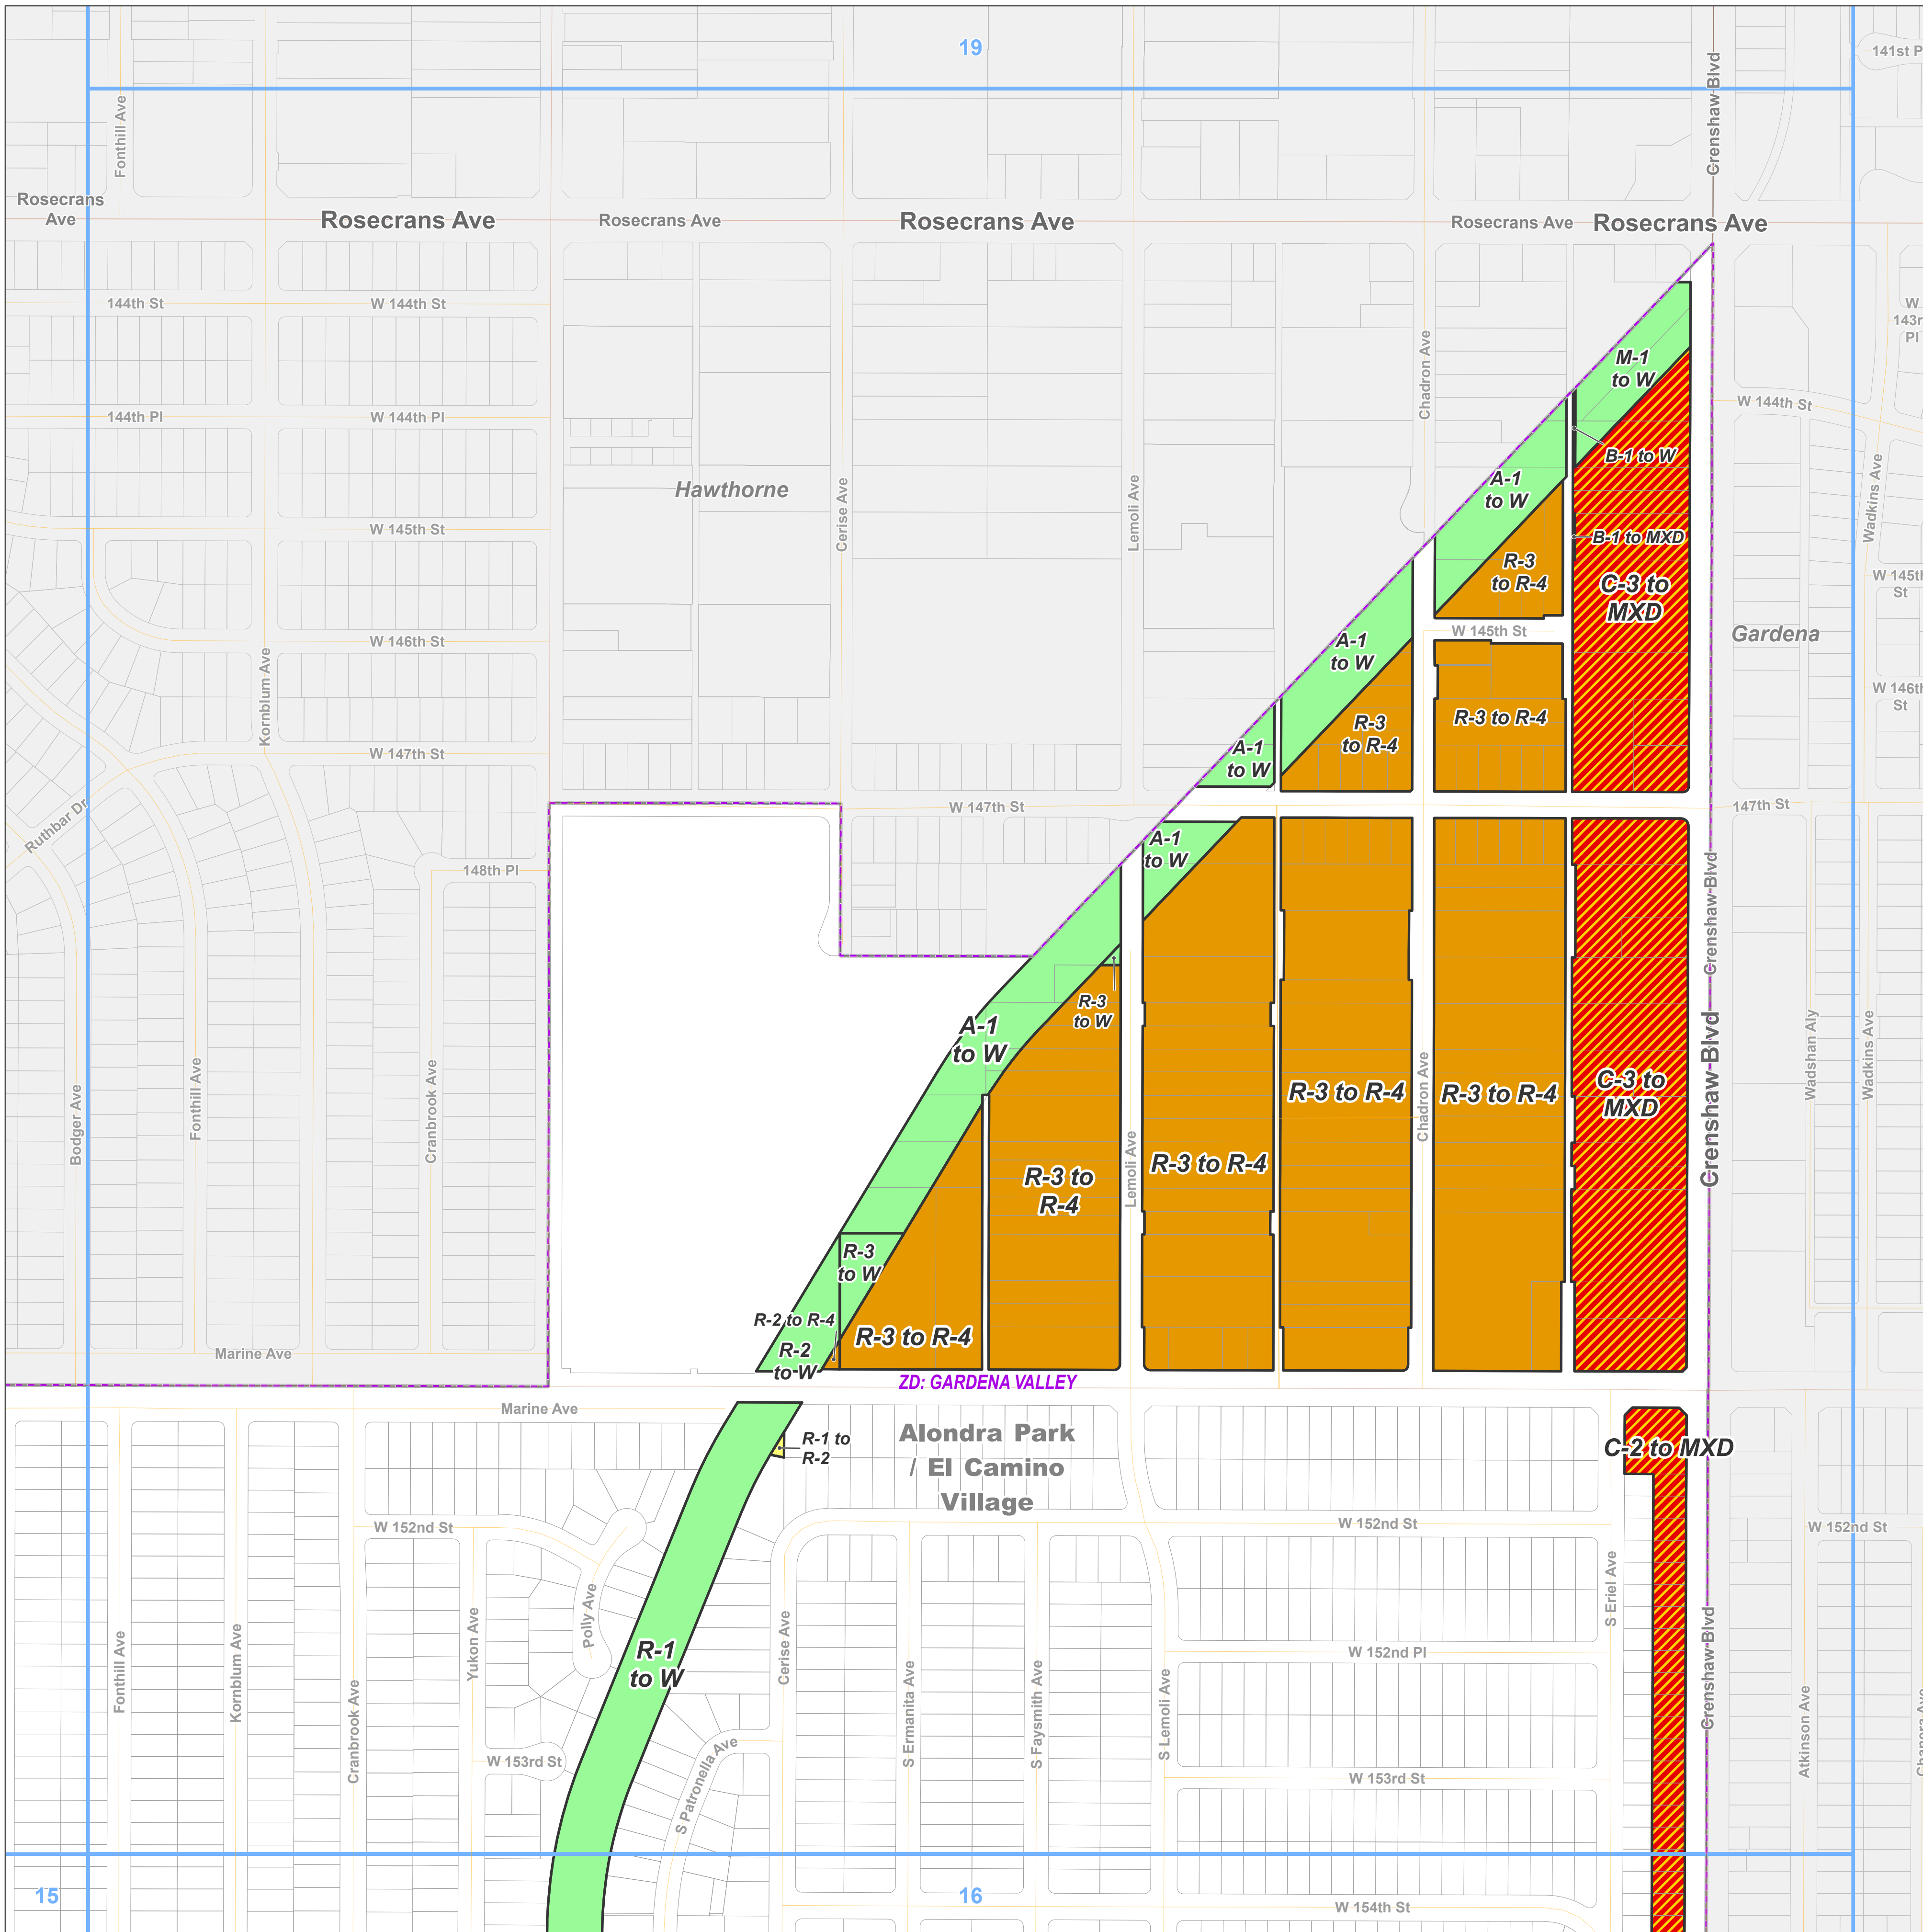 19
141st P
Fonthill Ave
Crenshaw Blvd
Rosecrans
Ave
Rosecrans Ave
Rosecrans Ave
Rosecrans Ave
Rosecrans Ave
Rosecrans Ave
144th St
W 144th St
W
143r
Pl
M-1
to W
Chadron Ave
W 144th St
144th Pl
W 144th Pl
B-1 to W
Wadkins Ave
Hawthorne
A-1
to W
Cerise Ave
Lemoli Ave
W 145th St
B-1 to MXD
R-3
to R-4
C-3 to
MXD
W 145th
St
W 145th St
Gardena
W 146th St
A-1
to W
Kornblum Ave
W 146th
St
R-3
to R-4
R-3 to R-4
W 147th St
A-1
to W
W 147th St
147th St
Ruthbar Dr
A-1
to W
148th Pl
Crenshaw Blvd
R-3
to W
A-1
to W
Bodger Ave
Fonthill Ave
Cranbrook Ave
R-3 to R-4
Chadron Ave
R-3 to R-4
C-3 to
MXD
Crenshaw Blvd
Wadshan Aly
Wadkins Ave
R-3 to
R-4
Lemoli Ave
R-3 to R-4
R-3
to W
R-2 to R-4
R-3 to R-4
R-2
to W
Marine Ave
ZD: GARDENA VALLEY
Marine Ave
Alondra Park
/ El Camino
Village
R-1 to
R-2
C-2 to MXD
W 152nd St
W 152nd St
W 152nd St
Polly Ave
S Eriel Ave
Fonthill Ave
Kornblum Ave
Cranbrook Ave
Yukon Ave
R-1
to W
Cerise Ave
S Ermanita Ave
S Faysmith Ave
S Lemoli Ave
W 152nd Pl
Crenshaw Blvd
Atkinson Ave
Chanera Ave
W 153rd St
S Patronella Ave
W 153rd St
15
16
W 154th St